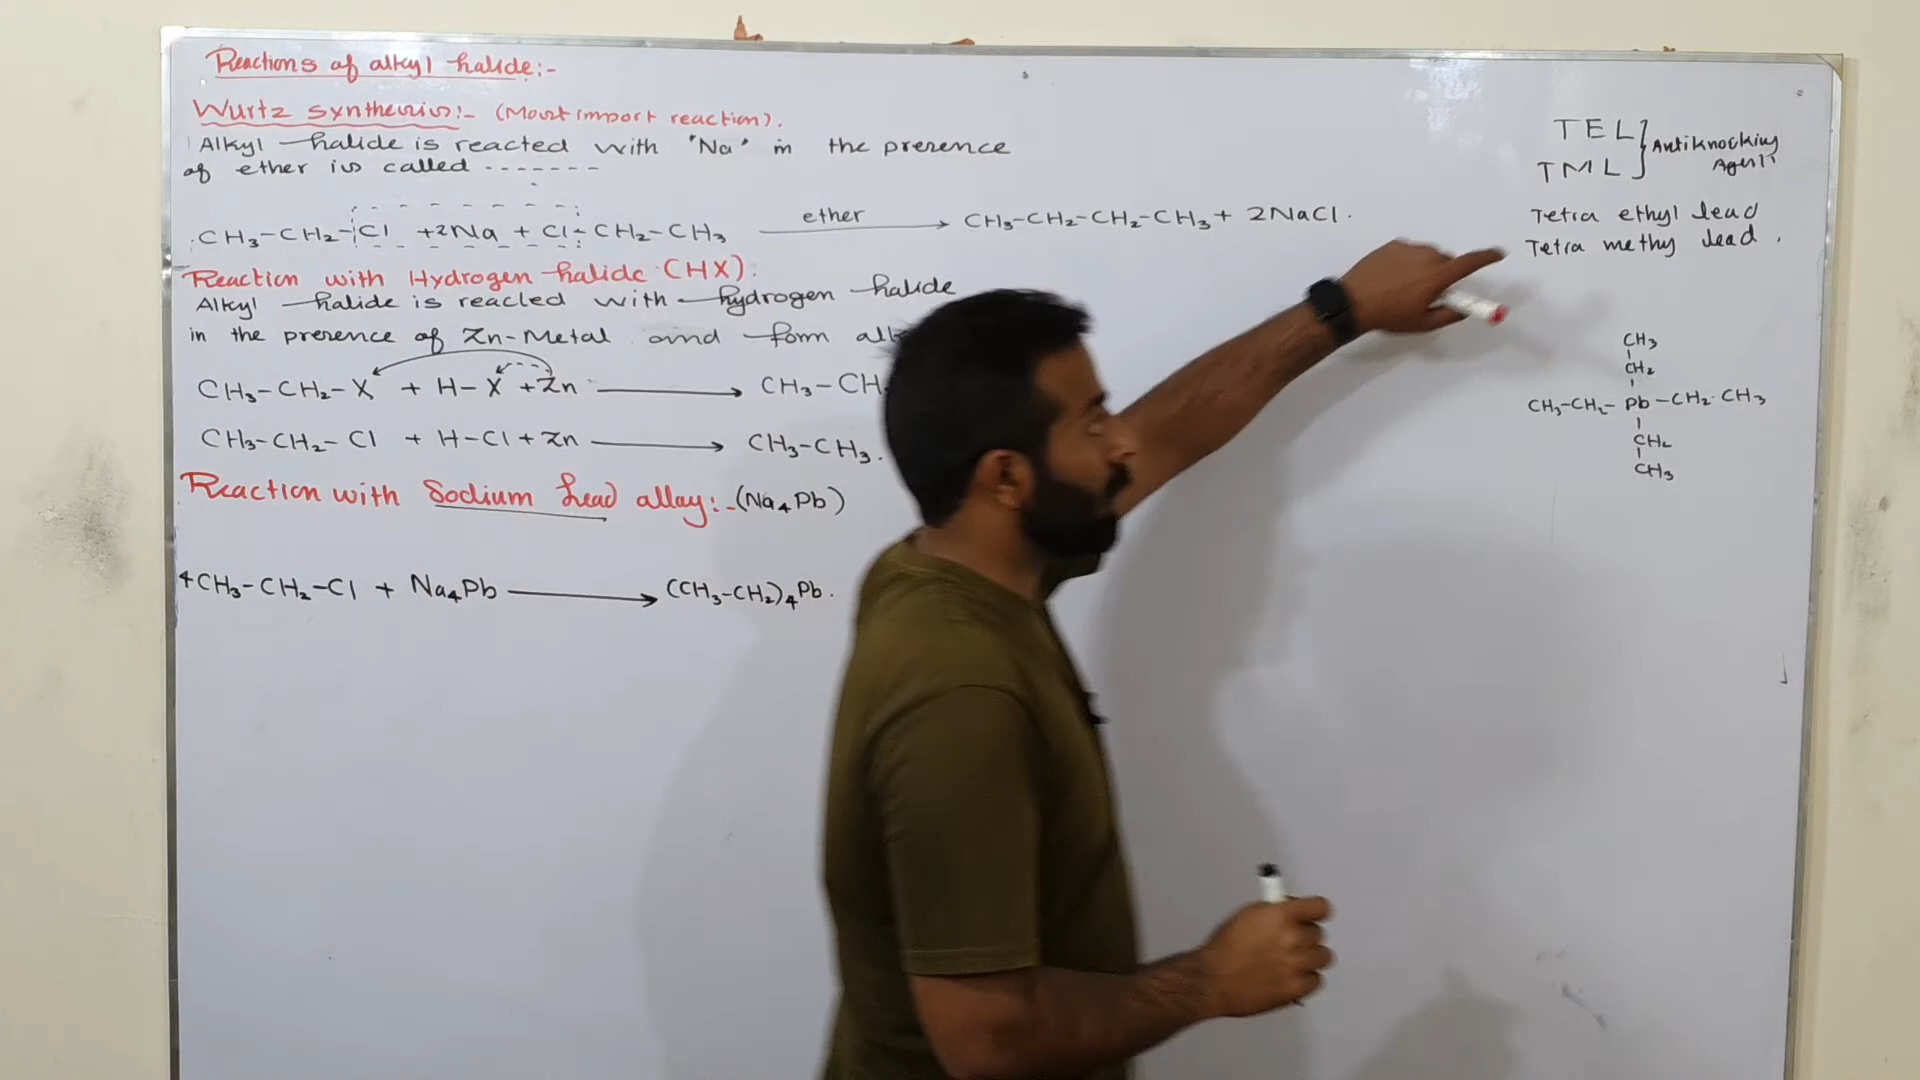 Reactions of alkyl halide:-
Wurtz synthesis:- (Most import reaction).
Alkyl halide is reacted with 'Na' in the presence
of ether is called -------
CH₃-CH₂-Cl +2Na + Cl-CH₂-CH₃ ether → CH₃-CH₂-CH₂-CH₃ + 2NaCl.
Reaction with Hydrogen halide (HX):
Alkyl halide is reacted with hydrogen halide
in the presence of Zn-Metal and form
CH₃-CH₂-X + H-X +Zn → CH₃-CH
CH₃-CH₂-Cl + H-Cl + Zn → CH₃-CH₃.
Reaction with Sodium lead allay:-(Na₄Pb)
4CH₃-CH₂-Cl + Na₄Pb → (CH₃-CH₂)₄Pb.
TEL } Antiknocking
TML } Agent
Tetra ethyl lead
Tetra methy lead.
CH₃
CH₂
CH₃-CH₂-Pb-CH₂-CH₃
CH₂
CH₃